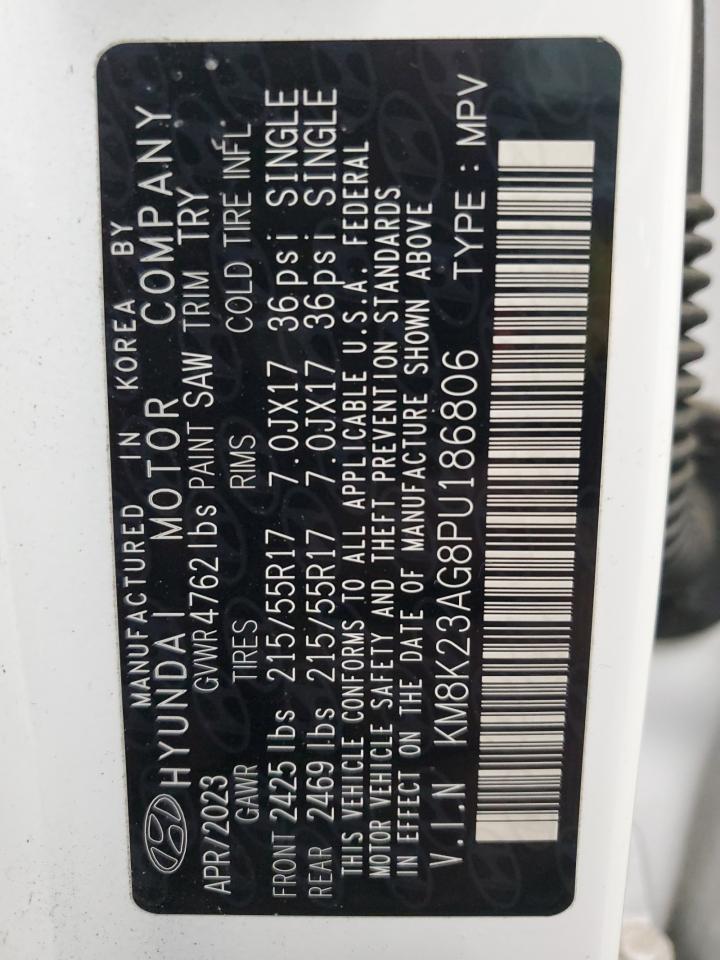 MANUFACTURED IN KOREA BY
HYUNDAI MOTOR COMPANY
APR/2023 GVWR 4762 lbs PAINT SAW TRIM TRY
GAWR TIRES RIMS COLD TIRE INFL
FRONT 2425 lbs 215/55R17 7.0JX17 36psi SINGLE
REAR 2469 lbs 215/55R17 7.0JX17 36psi SINGLE
THIS VEHICLE CONFORMS TO ALL APPLICABLE U.S.A. FEDERAL
MOTOR VEHICLE SAFETY AND THEFT PREVENTION STANDARDS
IN EFFECT ON THE DATE OF MANUFACTURE SHOWN ABOVE
V.I.N KM8K23AG8PU186806 TYPE : MPV